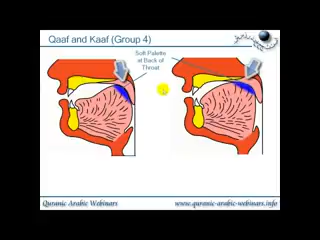 Qaaf and Kaaf (Group 4)
Soft Palette
at Back of
Throat
Quranic Arabic Webinars
www.quranic-arabic-webinars.info